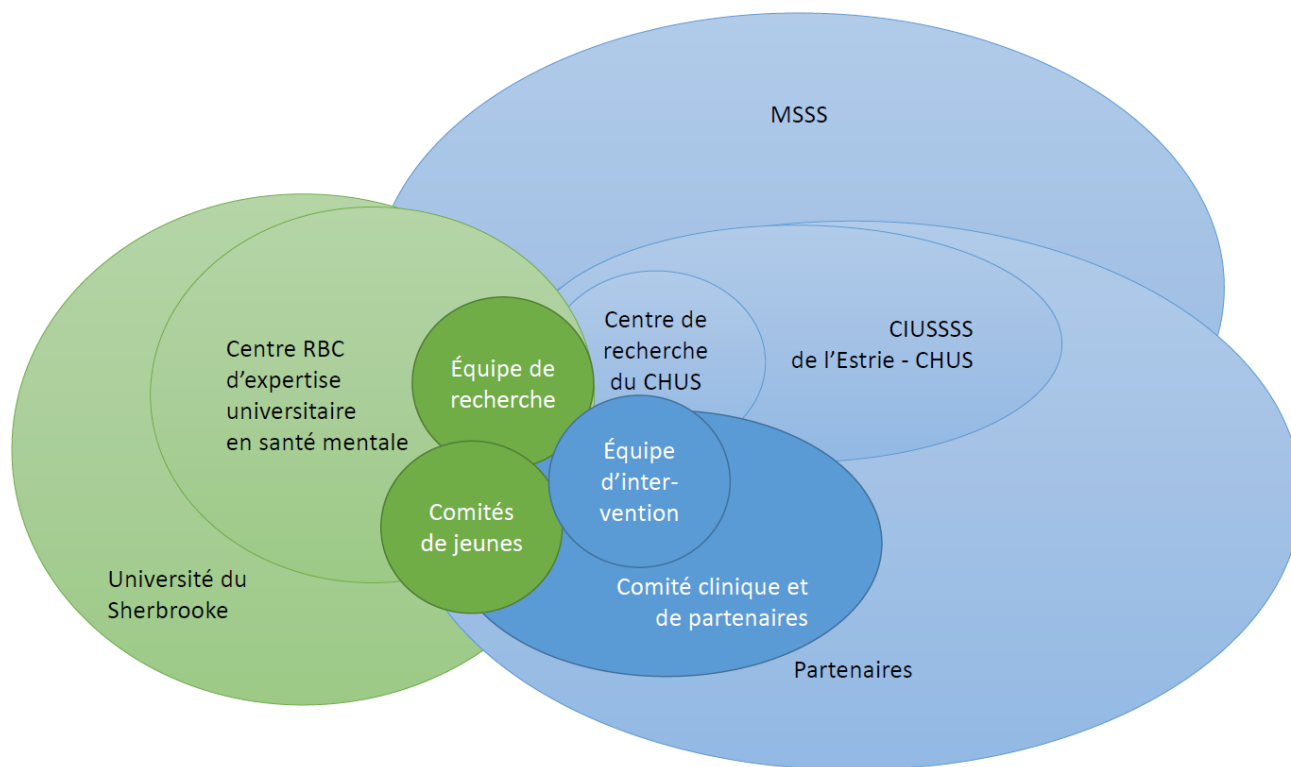 MSSS
Centre de
recherche
du CHUS
CIUSSSS
de l'Estrie - CHUS
Centre RBC
d'expertise
universitaire
en santé mentale
Équipe de
recherche
Équipe
d'inter-
vention
Comités
de jeunes
Université du
Sherbrooke
Comité clinique et
de partenaires
Partenaires